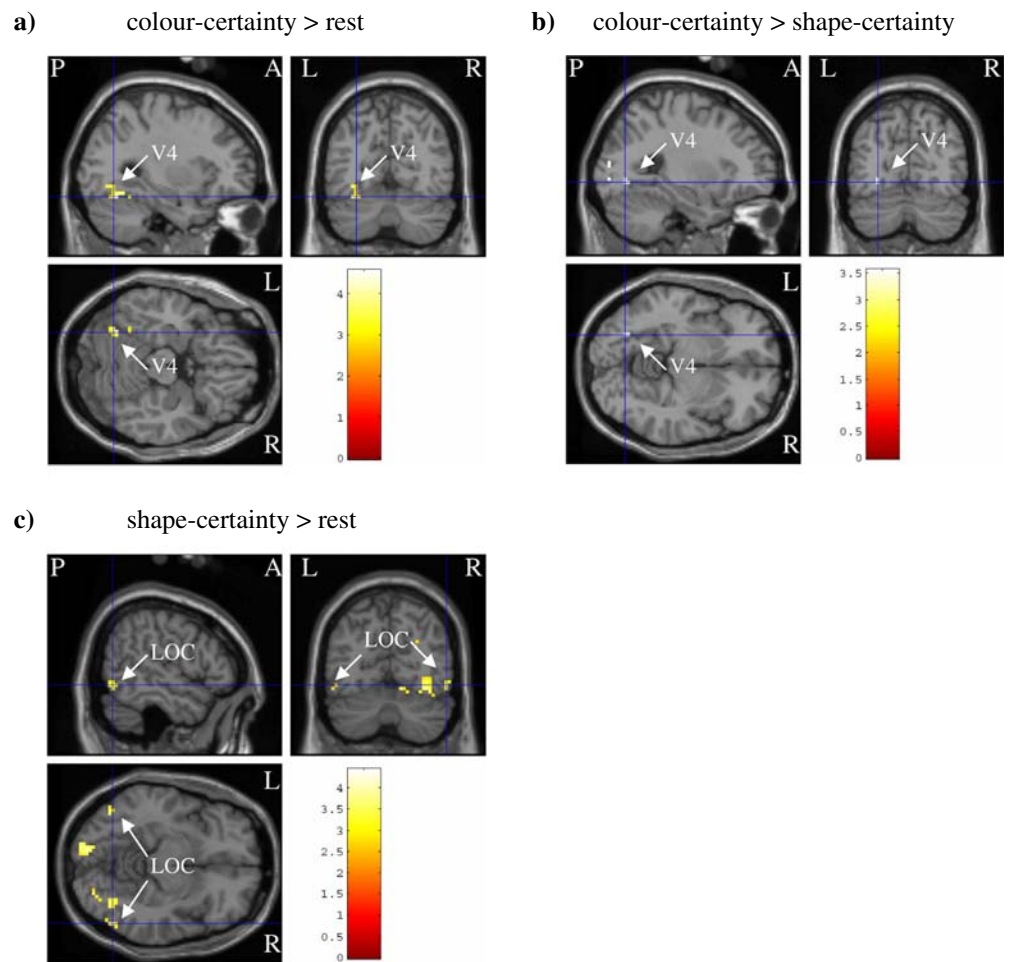 a) colour-certainty > rest
P A L R
V4 V4
L
V4
R
4
3
2
1
0
b) colour-certainty > shape-certainty
P A L R
V4 V4
L
V4
R
3.5
3
2.5
2
1.5
1
0.5
0
c) shape-certainty > rest
P A L R
LOC LOC
L
LOC
R
4
3.5
3
2.5
2
1.5
1
0.5
0